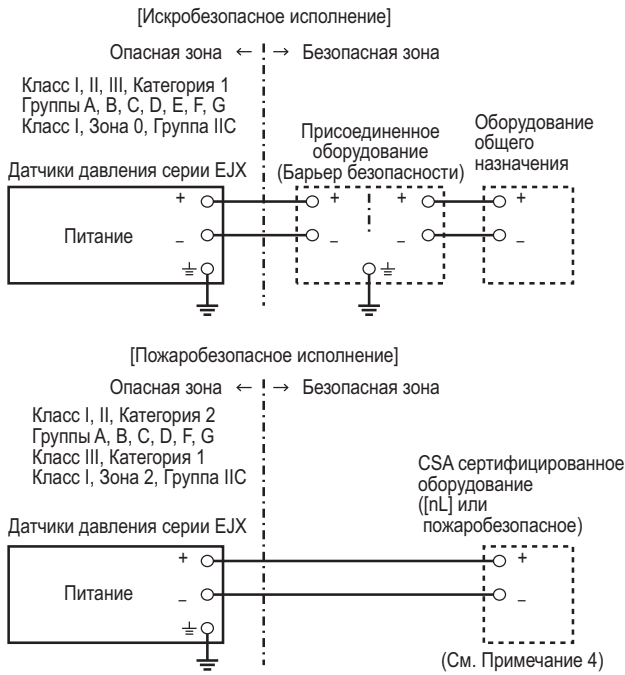 [Искробезопасное исполнение]
Опасная зона ← → Безопасная зона
Класс I, II, III, Категория 1
Группы A, B, C, D, E, F, G
Класс I, Зона 0, Группа IIC
Присоединенное
оборудование
(Барьер безопасности)
Оборудование
общего
назначения
Датчики давления серии EJX
+ + + +
Питание
– – – –
[Пожаробезопасное исполнение]
Опасная зона ← → Безопасная зона
Класс I, II, Категория 2
Группы A, B, C, D, F, G
Класс III, Категория 1
Класс I, Зона 2, Группа IIC
CSA сертифицированное
оборудование
([nL] или
пожаробезопасное)
Датчики давления серии EJX
+ +
Питание
– –
(См. Примечание 4)